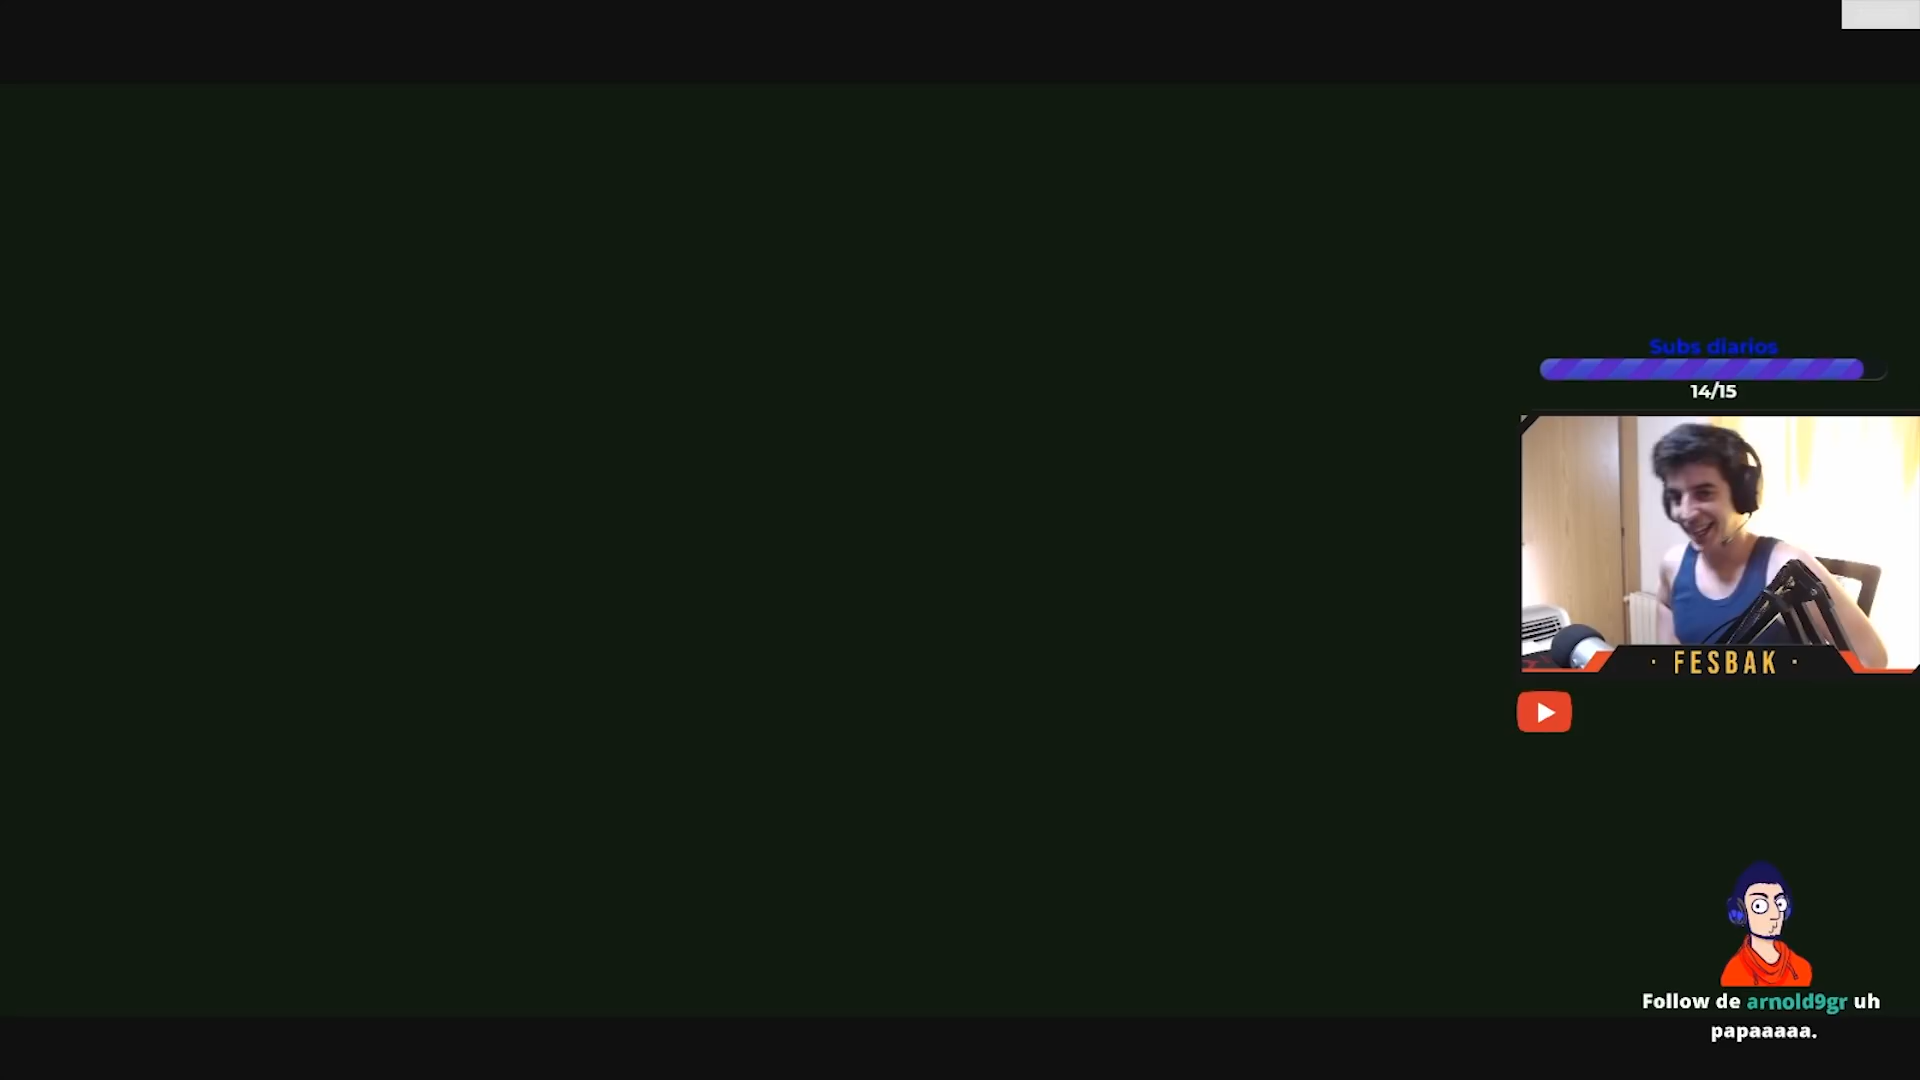 Subs diarios
14/15
· FESBAK ·
Follow de arnold9gr uh
papaaaaa.